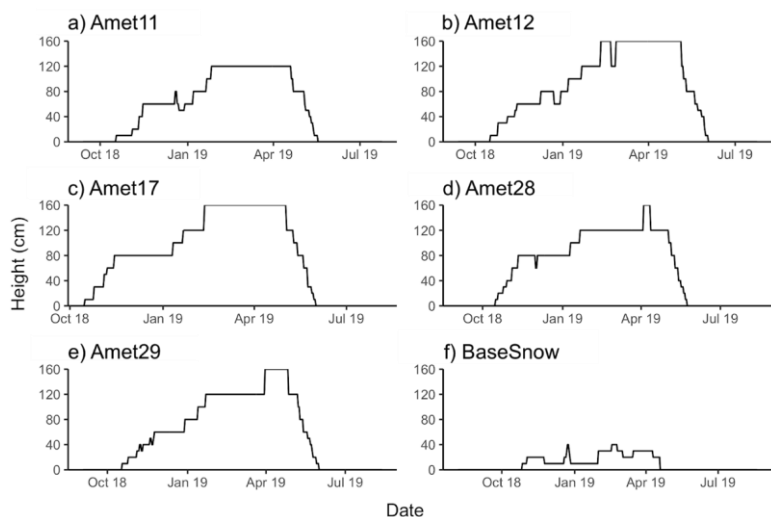 a) Amet11
b) Amet12
160
120
80
40
0
Oct 18 Jan 19 Apr 19 Jul 19
160
120
80
40
0
Oct 18 Jan 19 Apr 19 Jul 19
c) Amet17
d) Amet28
160
120
80
40
0
Oct 18 Jan 19 Apr 19 Jul 19
160
120
80
40
0
Oct 18 Jan 19 Apr 19 Jul 19
Height (cm)
e) Amet29
f) BaseSnow
160
120
80
40
0
Oct 18 Jan 19 Apr 19 Jul 19
160
120
80
40
0
Oct 18 Jan 19 Apr 19 Jul 19
Date